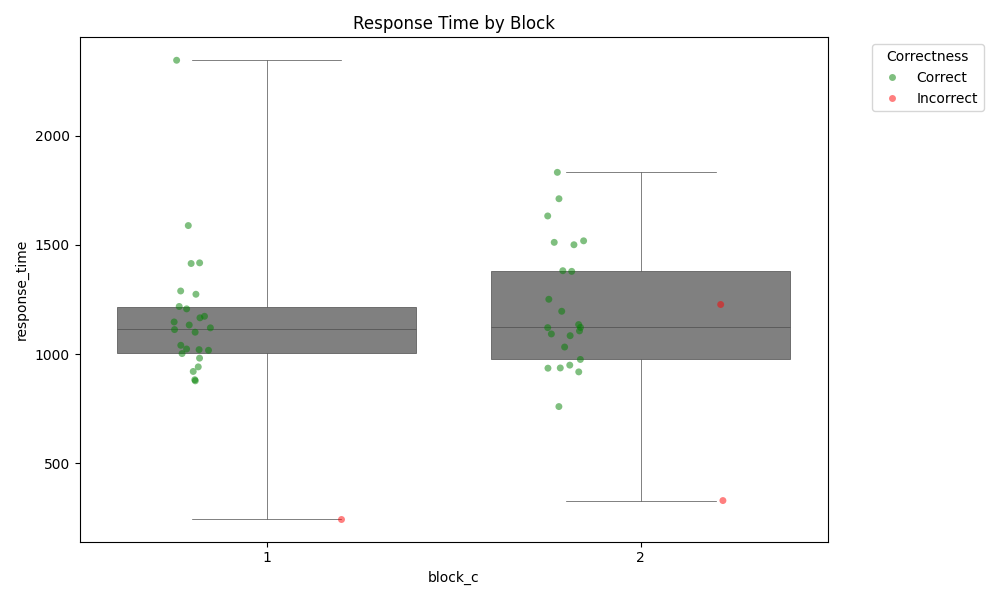 Response Time by Block
Correctness
Correct
Incorrect
response_time
2000
1500
1000
500
1
2
block_c